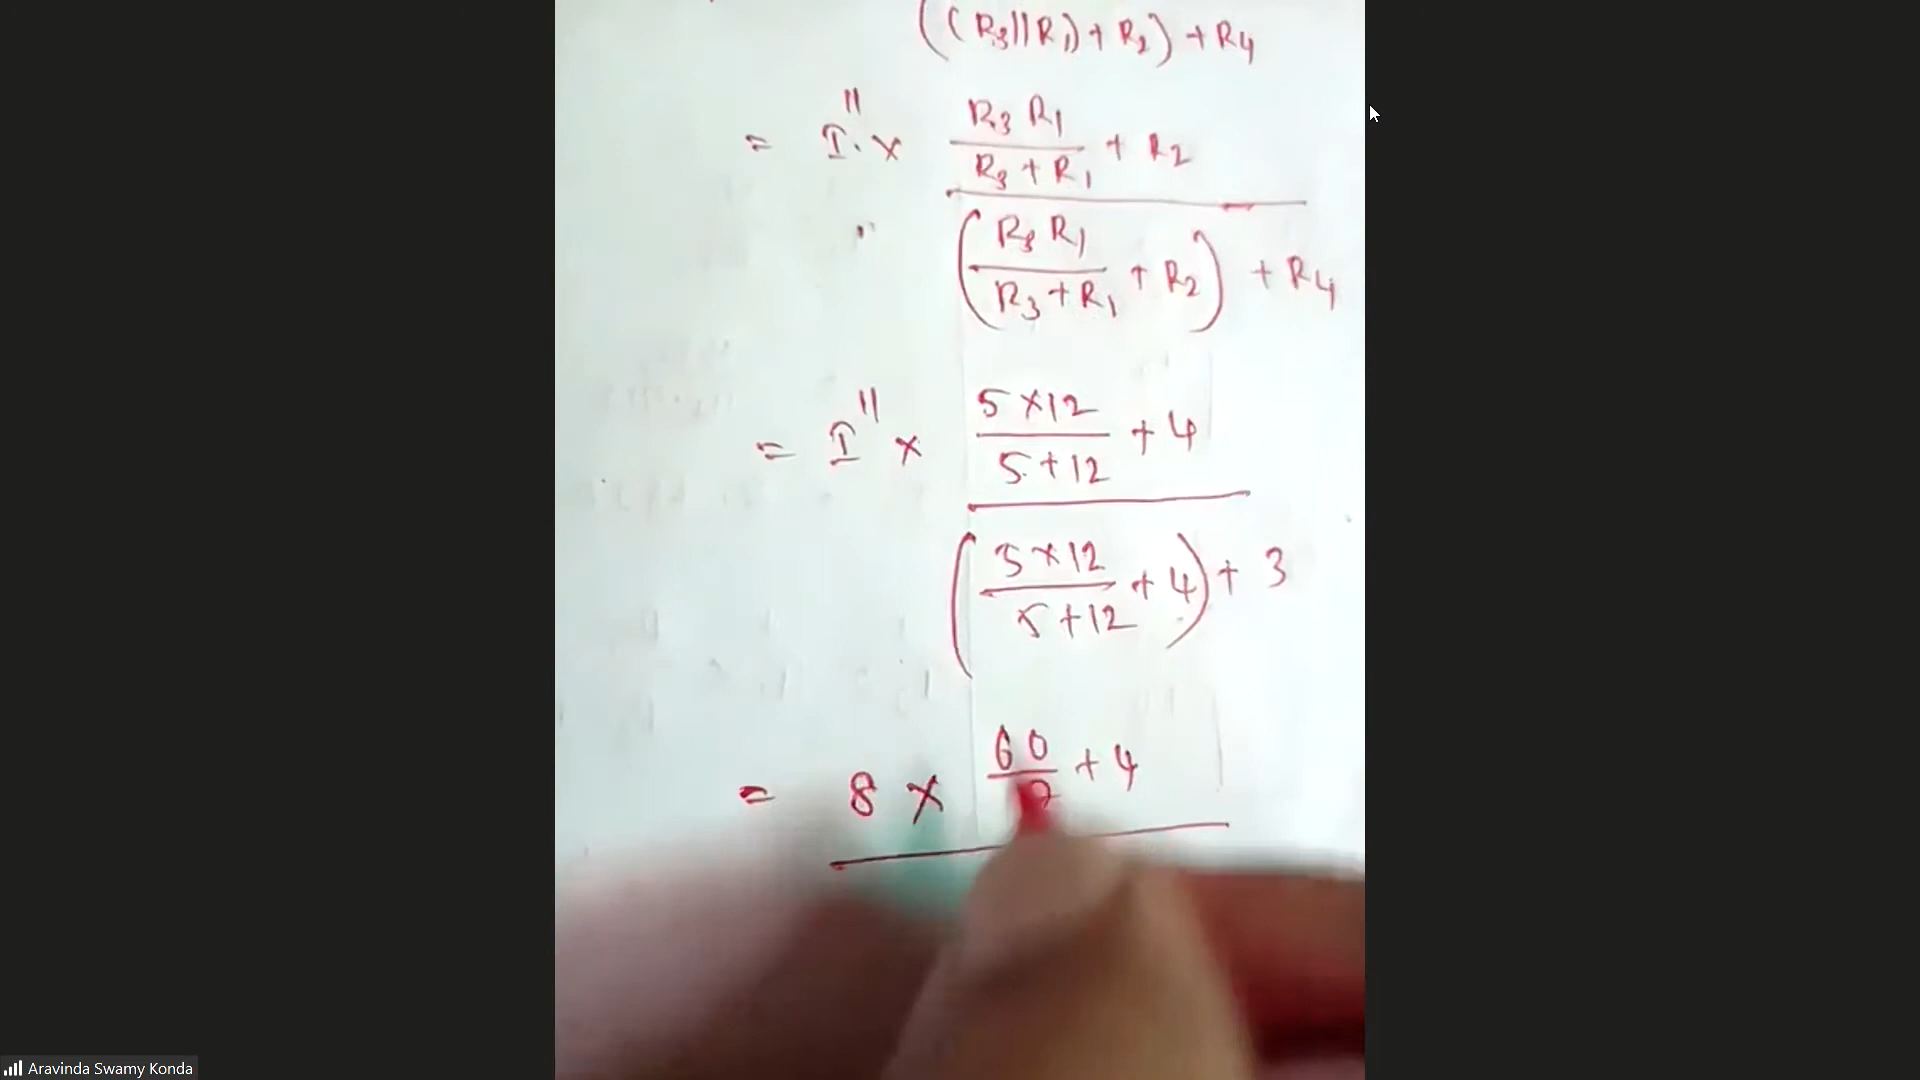 ((R3||R1)+R2)+R4
R3 R1
= I'' × ——— + R2
R3 + R1
(R3 R1
——— + R2) + R4
R3+R1
5×12
= I'' × ——— + 4
5+12
(5×12
——— + 4) + 3
5+12
60
= 8 × —— + 4
Aravinda Swamy Konda